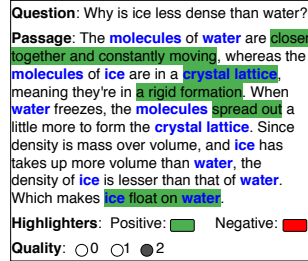 Question: Why is ice less dense than water?
Passage: The molecules of water are closer
together and constantly moving, whereas the
molecules of ice are in a crystal lattice,
meaning they're in a rigid formation. When
water freezes, the molecules spread out a
little more to form the crystal lattice. Since
density is mass over volume, and ice has
takes up more volume than water, the
density of ice is lesser than that of water.
Which makes ice float on water.
Highlighters: Positive: Negative:
Quality: 0 1 2